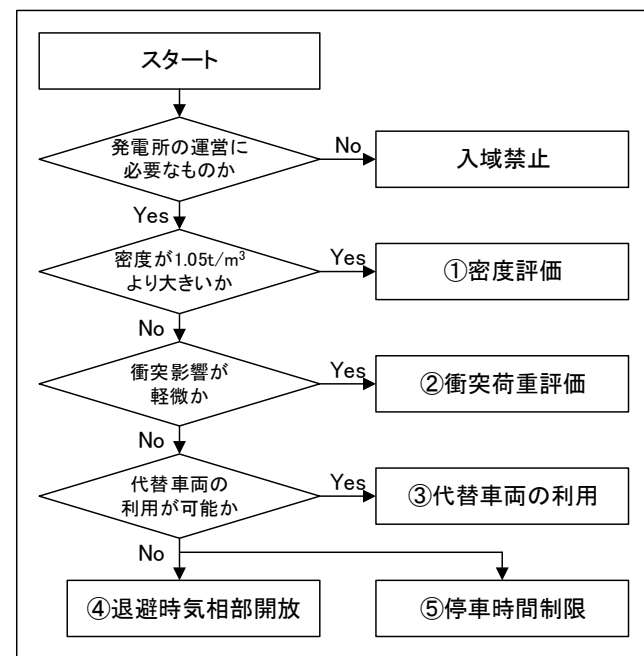 スタート
発電所の運営に
必要なものか
No
入域禁止
Yes
密度が1.05t/m³
より大きいか
Yes
①密度評価
No
衝突影響が
軽微か
Yes
②衝突荷重評価
No
代替車両の
利用が可能か
Yes
③代替車両の利用
No
④退避時気相部開放
⑤停車時間制限